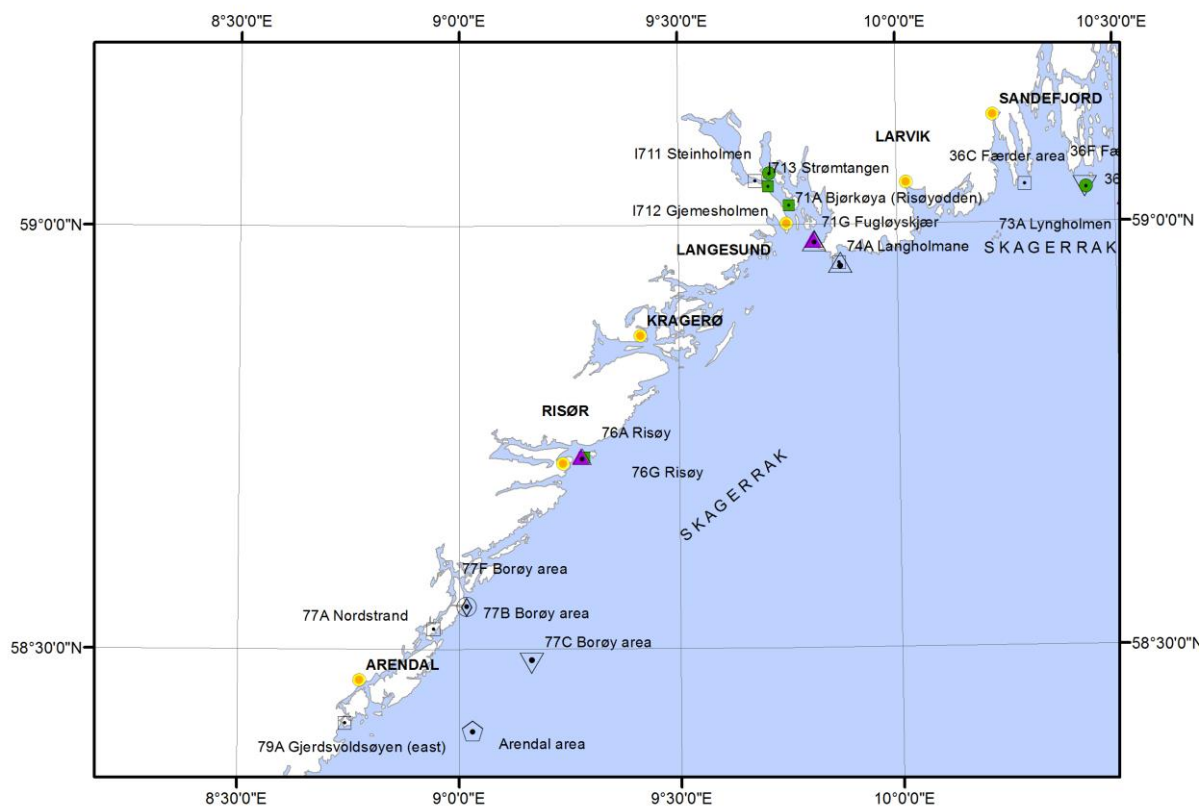 8°30'0"E 9°0'0"E 9°30'0"E 10°0'0"E 10°30'0"E
SANDEFJORD
LARVIK
I711 Steinholmen
36C Færder area
36F Fæ
I713 Strømtangen
36
71A Bjørkøya (Risøyødden)
I712 Gjemesholmen
59°0'0"N
59°0'0"N
71G Fugløyskjær
73A Lyngholmen
LANGESUND
74A Langholmane
SKAGERRAK
KRAGERØ
RISØR
76A Risøy
76G Risøy
SKAGERRAK
77F Borøy area
77A Nordstrand
77B Borøy area
58°30'0"N
77C Borøy area
58°30'0"N
ARENDAL
79A Gjerdsvoldsøyen (east)
Arendal area
8°30'0"E 9°0'0"E 9°30'0"E 10°0'0"E